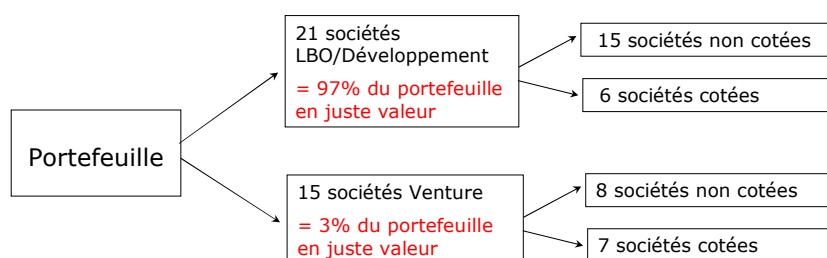 Portefeuille
21 sociétés
LBO/Développement
= 97% du portefeuille
en juste valeur
15 sociétés non cotées
6 sociétés cotées
15 sociétés Venture
= 3% du portefeuille
en juste valeur
8 sociétés non cotées
7 sociétés cotées